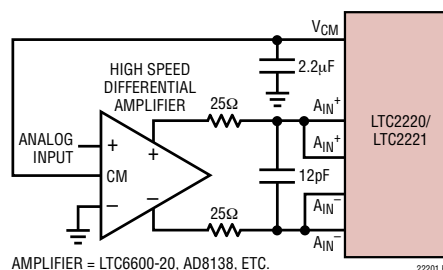 VCM
HIGH SPEED
DIFFERENTIAL
AMPLIFIER
2.2μF
25Ω
AIN+
ANALOG
INPUT
+
+
CM
−
−
AIN+
LTC2220/
LTC2221
12pF
25Ω
AIN−
AIN−
AMPLIFIER = LTC6600-20, AD8138, ETC.